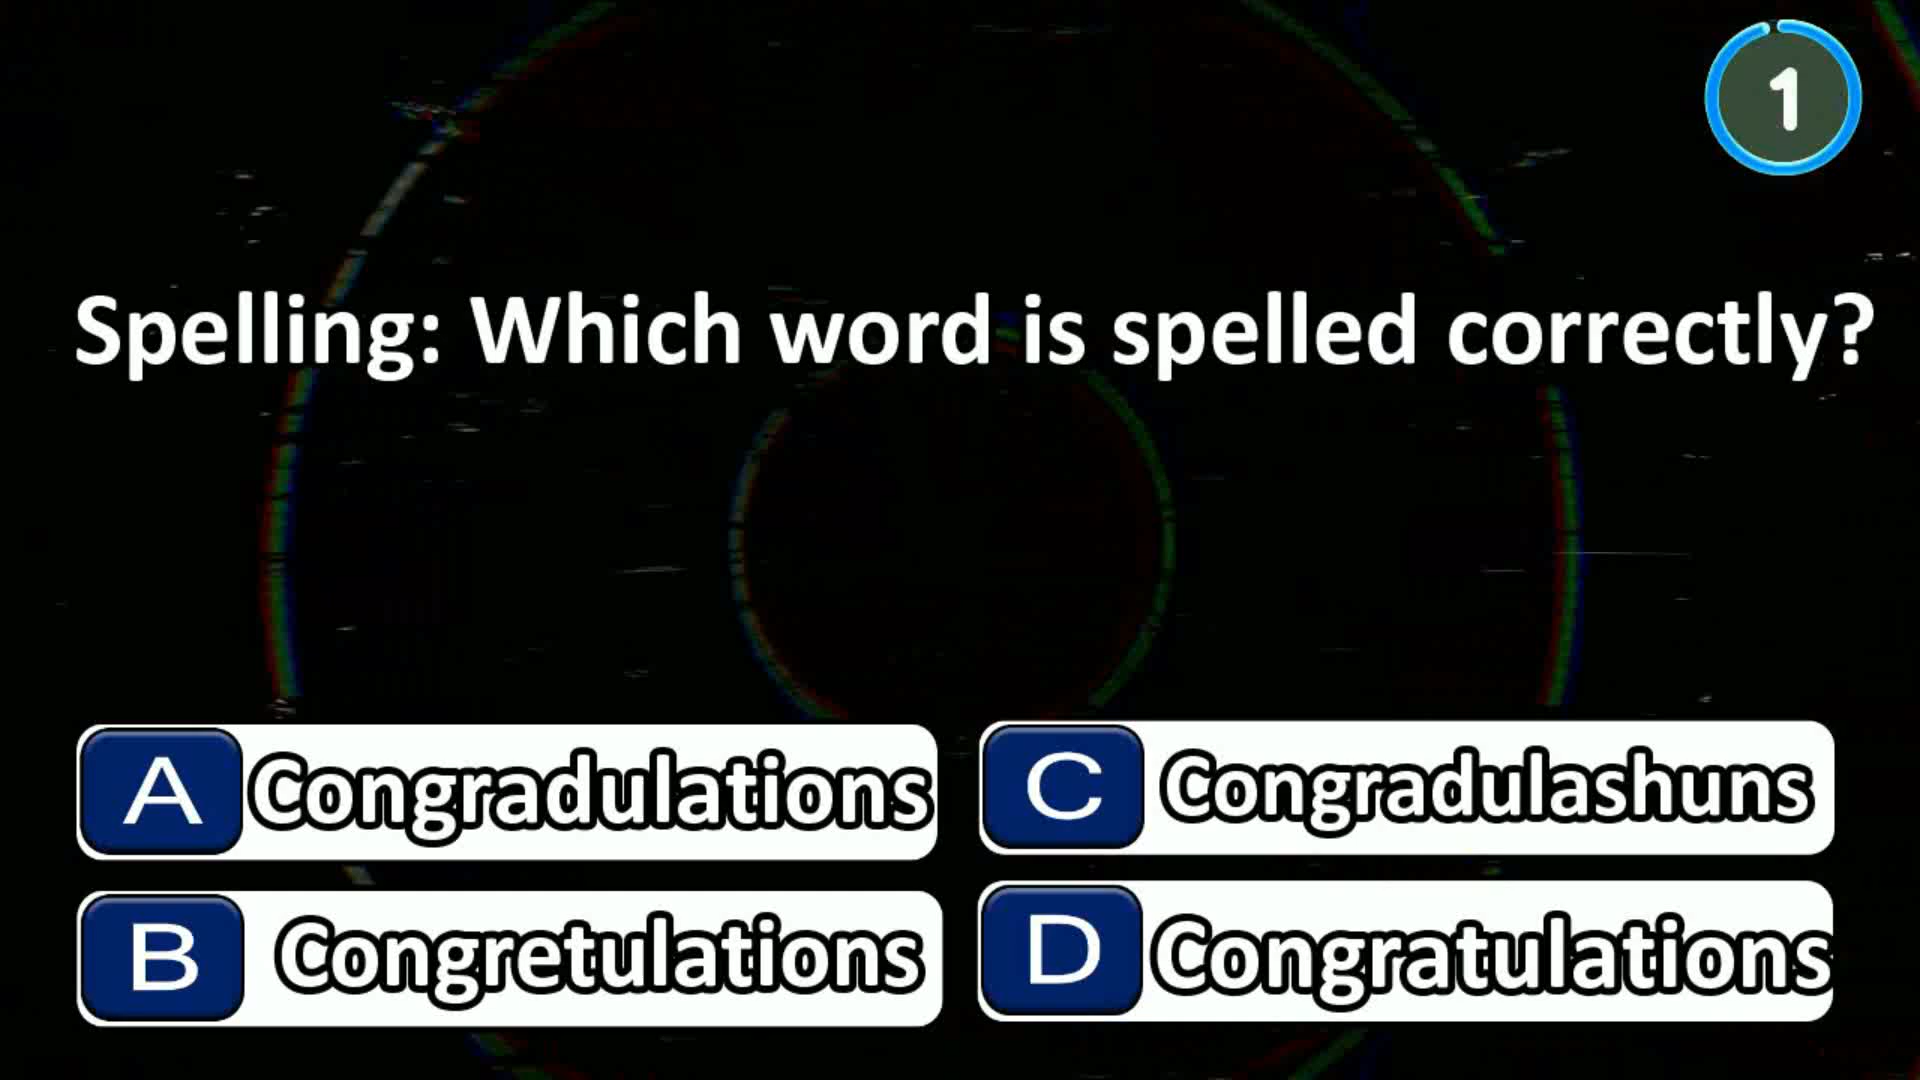 1
Spelling: Which word is spelled correctly?
A Congradulations
B Congretulations
C Congradulashuns
D Congratulations